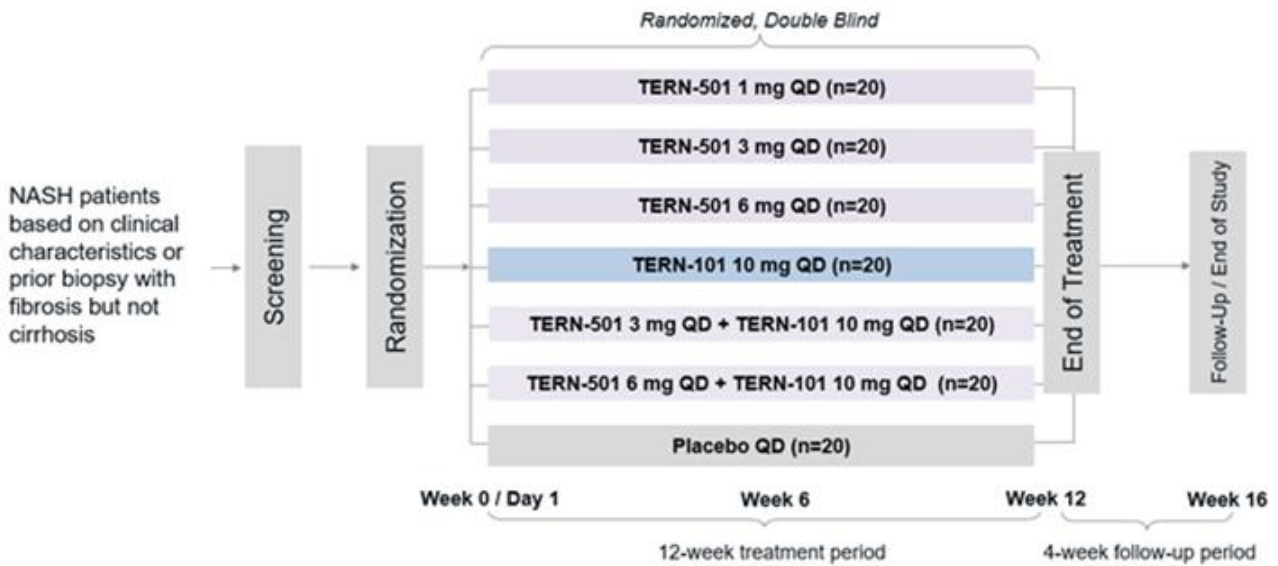 Randomized, Double Blind
NASH patients
based on clinical
characteristics or
prior biopsy with
fibrosis but not
cirrhosis
Screening
Randomization
TERN-501 1 mg QD (n=20)
TERN-501 3 mg QD (n=20)
TERN-501 6 mg QD (n=20)
TERN-101 10 mg QD (n=20)
TERN-501 3 mg QD + TERN-101 10 mg QD (n=20)
TERN-501 6 mg QD + TERN-101 10 mg QD (n=20)
Placebo QD (n=20)
End of Treatment
Follow-Up / End of Study
Week 0 / Day 1
Week 6
Week 12
Week 16
12-week treatment period
4-week follow-up period